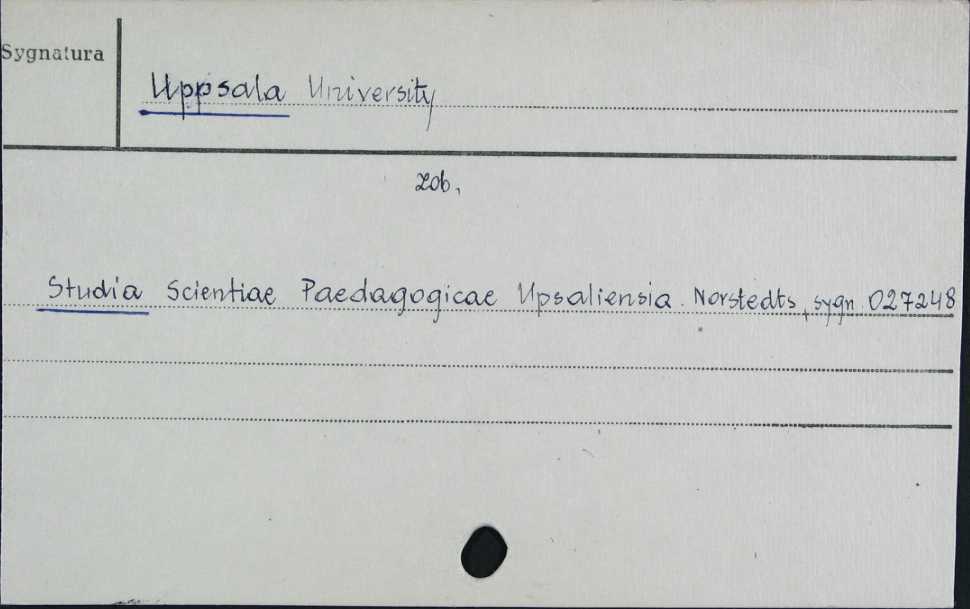 Sygnatura
Uppsala University
zob.
Studia Scientiae Paedagogicae Upsaliensia. Norstedts, sygn 027248